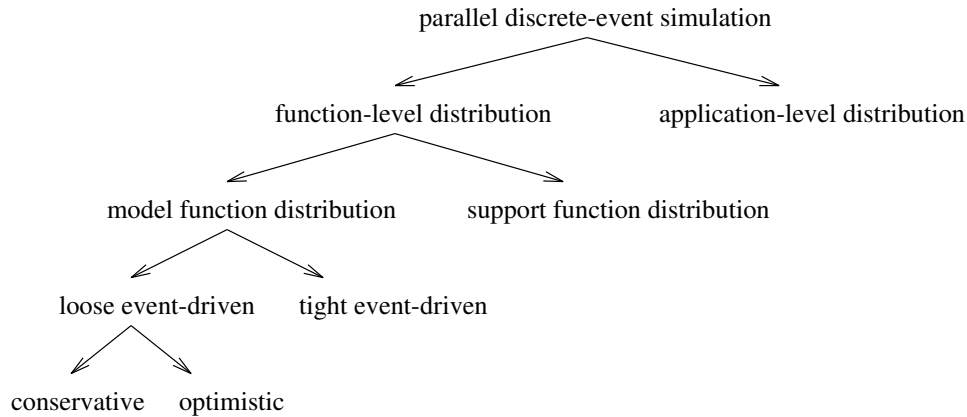 parallel discrete-event simulation
function-level distribution
application-level distribution
model function distribution
support function distribution
loose event-driven
tight event-driven
conservative
optimistic